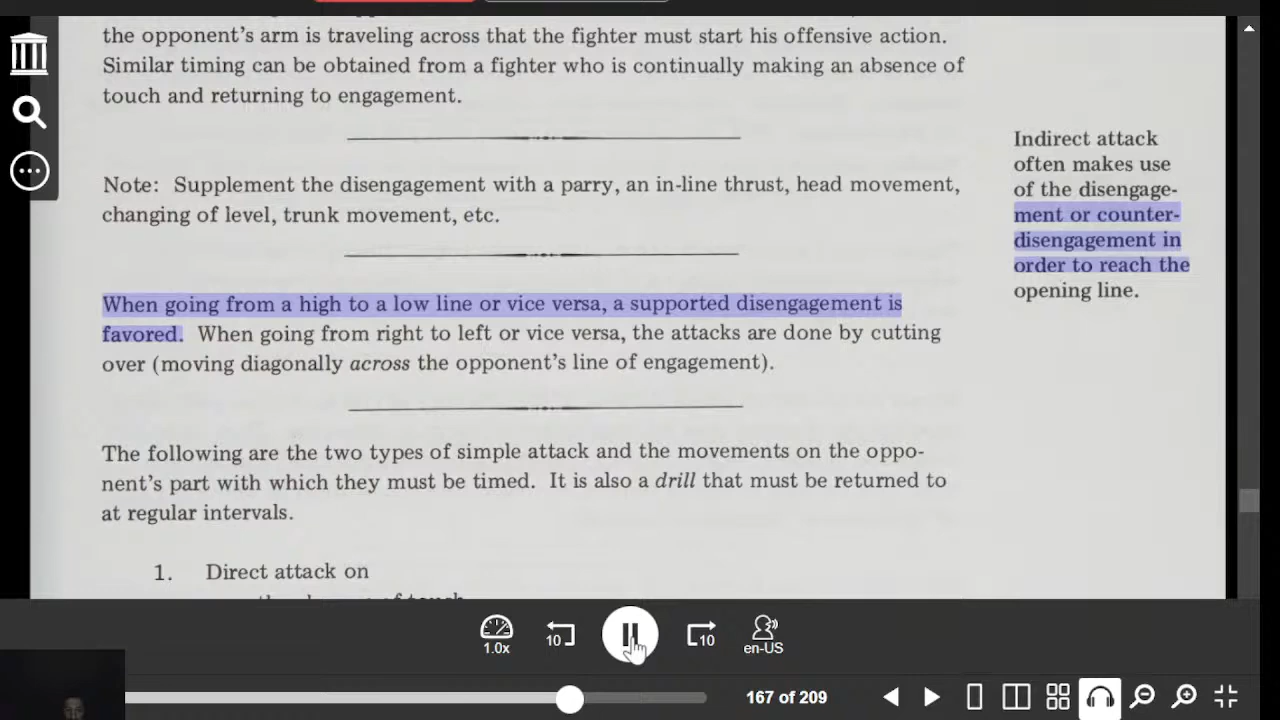 the opponent's arm is traveling across that the fighter must start his offensive action.
Similar timing can be obtained from a fighter who is continually making an absence of
touch and returning to engagement.
Note: Supplement the disengagement with a parry, an in-line thrust, head movement,
changing of level, trunk movement, etc.
When going from a high to a low line or vice versa, a supported disengagement is
favored. When going from right to left or vice versa, the attacks are done by cutting
over (moving diagonally across the opponent's line of engagement).
The following are the two types of simple attack and the movements on the oppo-
nent's part with which they must be timed. It is also a drill that must be returned to
at regular intervals.
1. Direct attack on
Indirect attack
often makes use
of the disengage-
ment or counter-
disengagement in
order to reach the
opening line.
1.0x
10
10
en-US
167 of 209